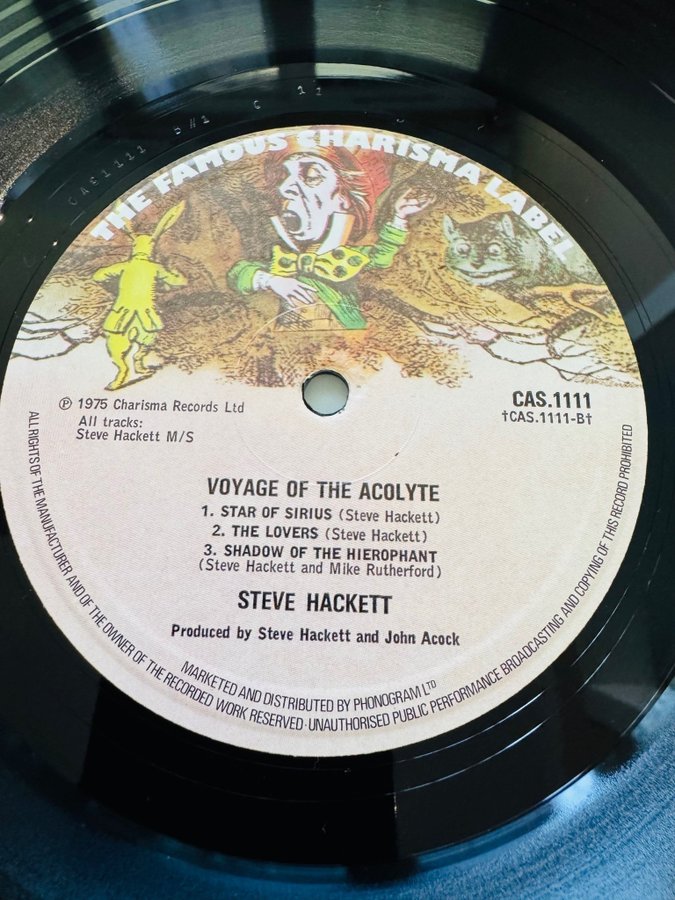 THE FAMOUS CHARISMA LABEL
℗ 1975 Charisma Records Ltd
All tracks:
Steve Hackett M/S
CAS.1111
†CAS.1111-B†
VOYAGE OF THE ACOLYTE
1. STAR OF SIRIUS (Steve Hackett)
2. THE LOVERS (Steve Hackett)
3. SHADOW OF THE HIEROPHANT
(Steve Hackett and Mike Rutherford)
STEVE HACKETT
Produced by Steve Hackett and John Acock
MARKETED AND DISTRIBUTED BY PHONOGRAM LTD
ALL RIGHTS OF THE MANUFACTURER AND OF THE OWNER OF THE RECORDED WORK RESERVED · UNAUTHORISED PUBLIC PERFORMANCE BROADCASTING AND COPYING OF THIS RECORD PROHIBITED